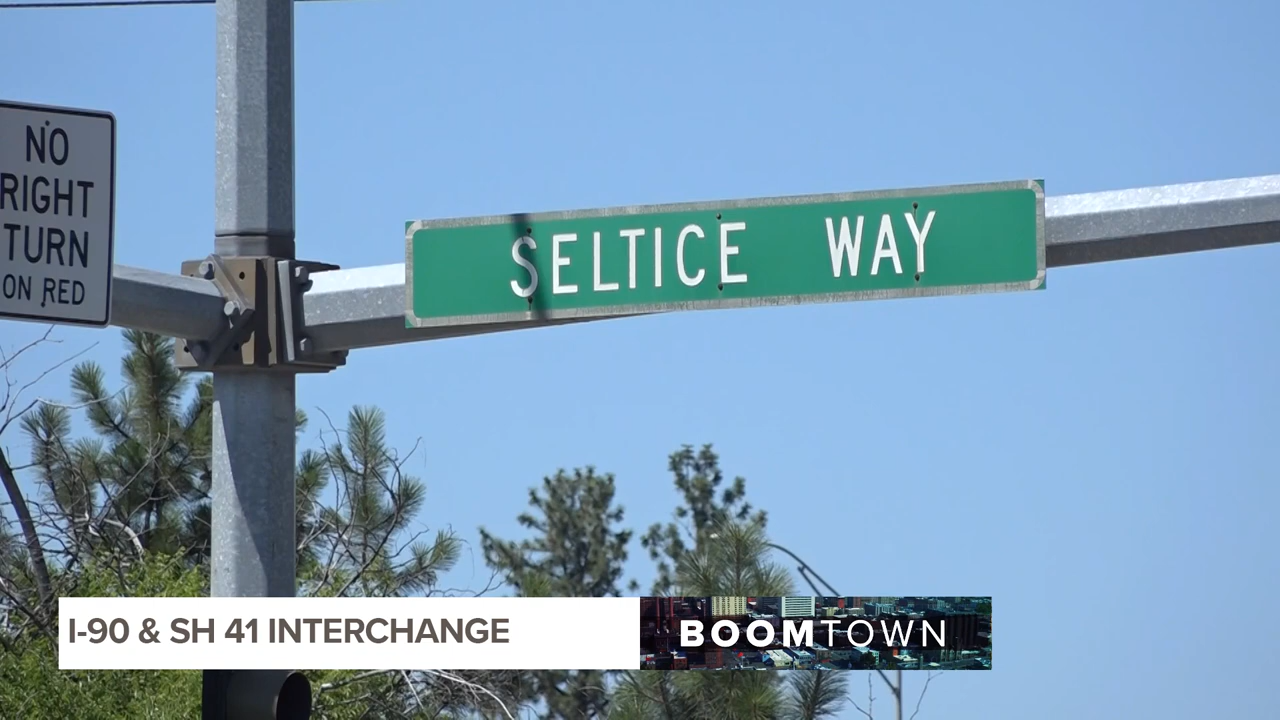 NO
RIGHT
TURN
ON RED
SELTICE WAY
I-90 & SH 41 INTERCHANGE
BOOMTOWN